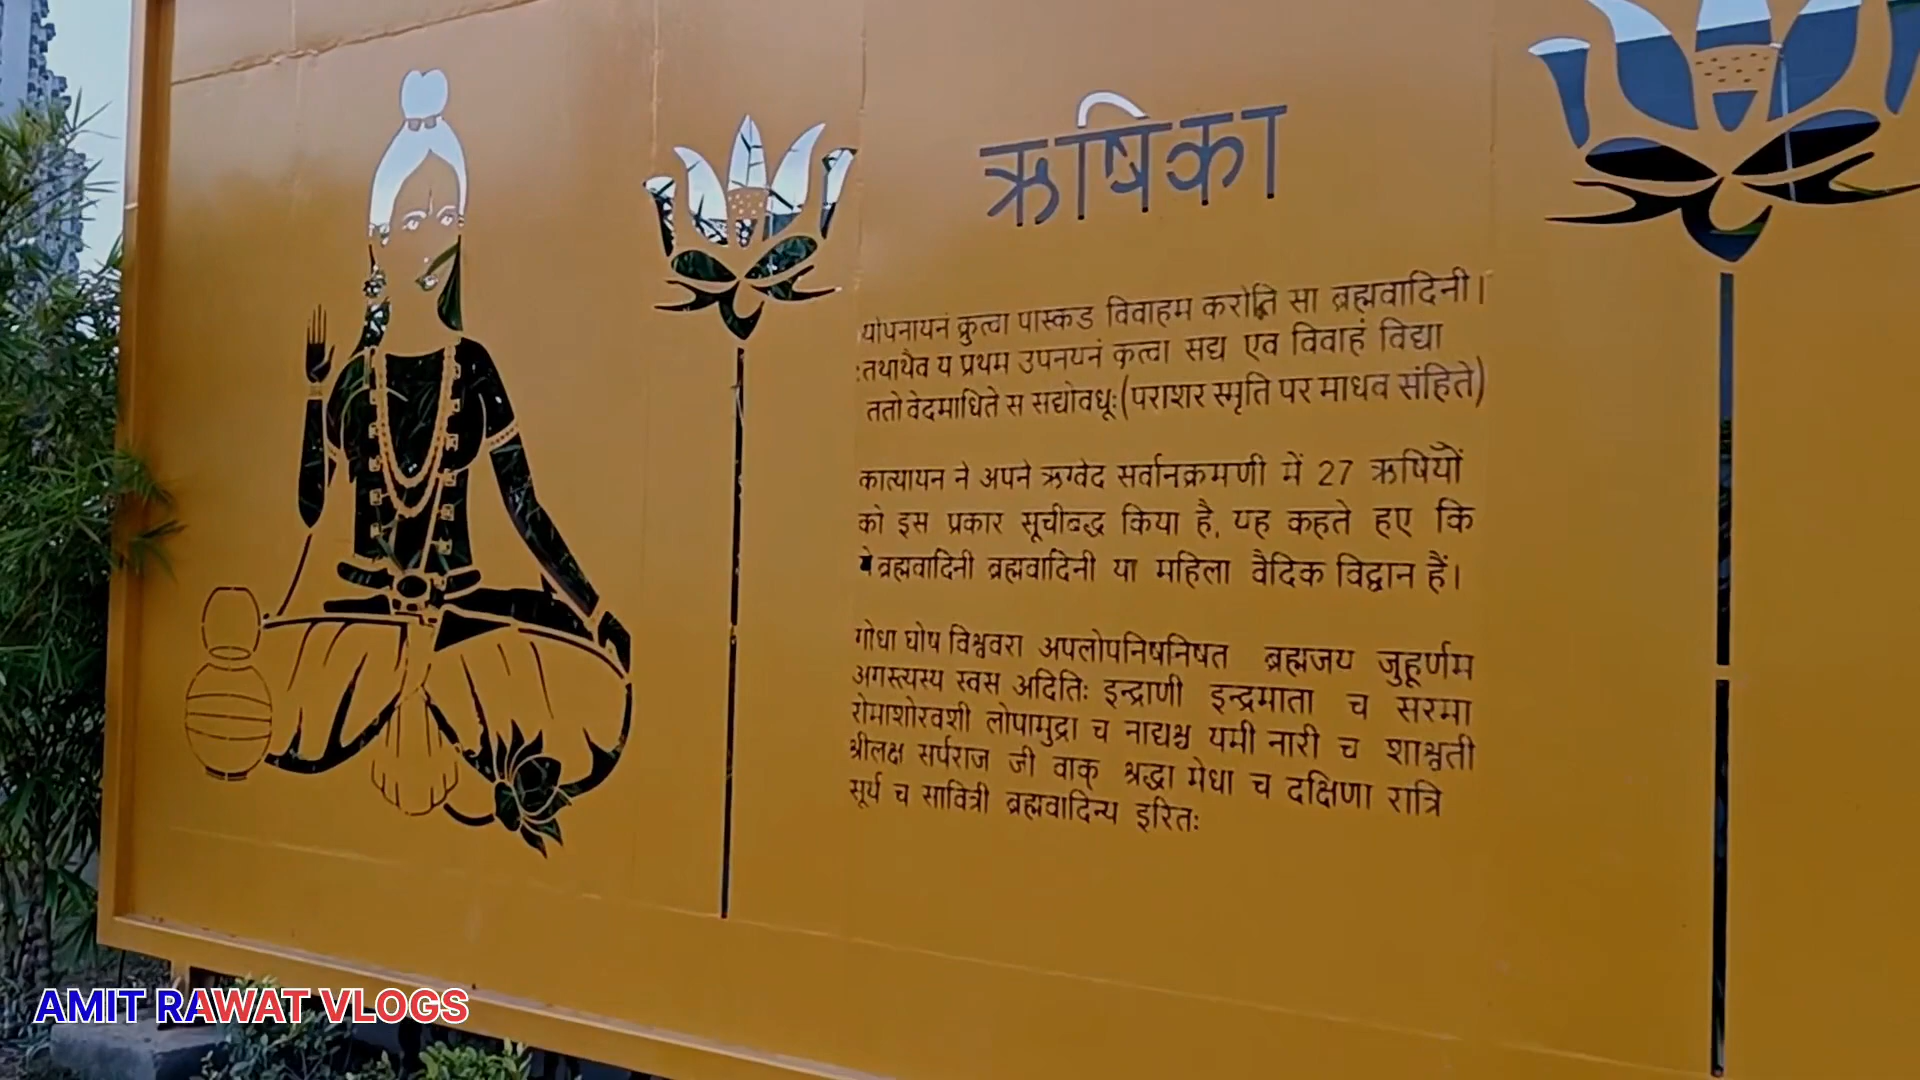 ऋषिका
योपनायनं क्रुत्वा पास्कड विवाहम करोति सा ब्रह्मवादिनी।
तथाथैव य प्रथम उपनयनं कृत्वा सद्य एव विवाहं विद्या
ततो वेदमाधिते स सद्योवधूः (पराशर स्मृति पर माधव संहिते)
कात्यायन ने अपने ऋग्वेद सर्वानक्रमणी में 27 ऋषियों
को इस प्रकार सूचीबद्ध किया है, यह कहते हए कि
ये ब्रह्मवादिनी ब्रह्मवादिनी या महिला वैदिक विद्वान हैं।
गोधा घोष विश्ववरा अपलोपनिषनिषत ब्रह्मजय जुहूर्णम
अगस्त्यस्य स्वस अदितिः इन्द्राणी इन्द्रमाता च सरमा
रोमाशोरवशी लोपामुद्रा च नाद्यश्च यमी नारी च शाश्वती
श्रीलक्ष सर्पराज जी वाक् श्रद्धा मेधा च दक्षिणा रात्रि
सूर्य च सावित्री ब्रह्मवादिन्य इरितः
AMIT RAWAT VLOGS